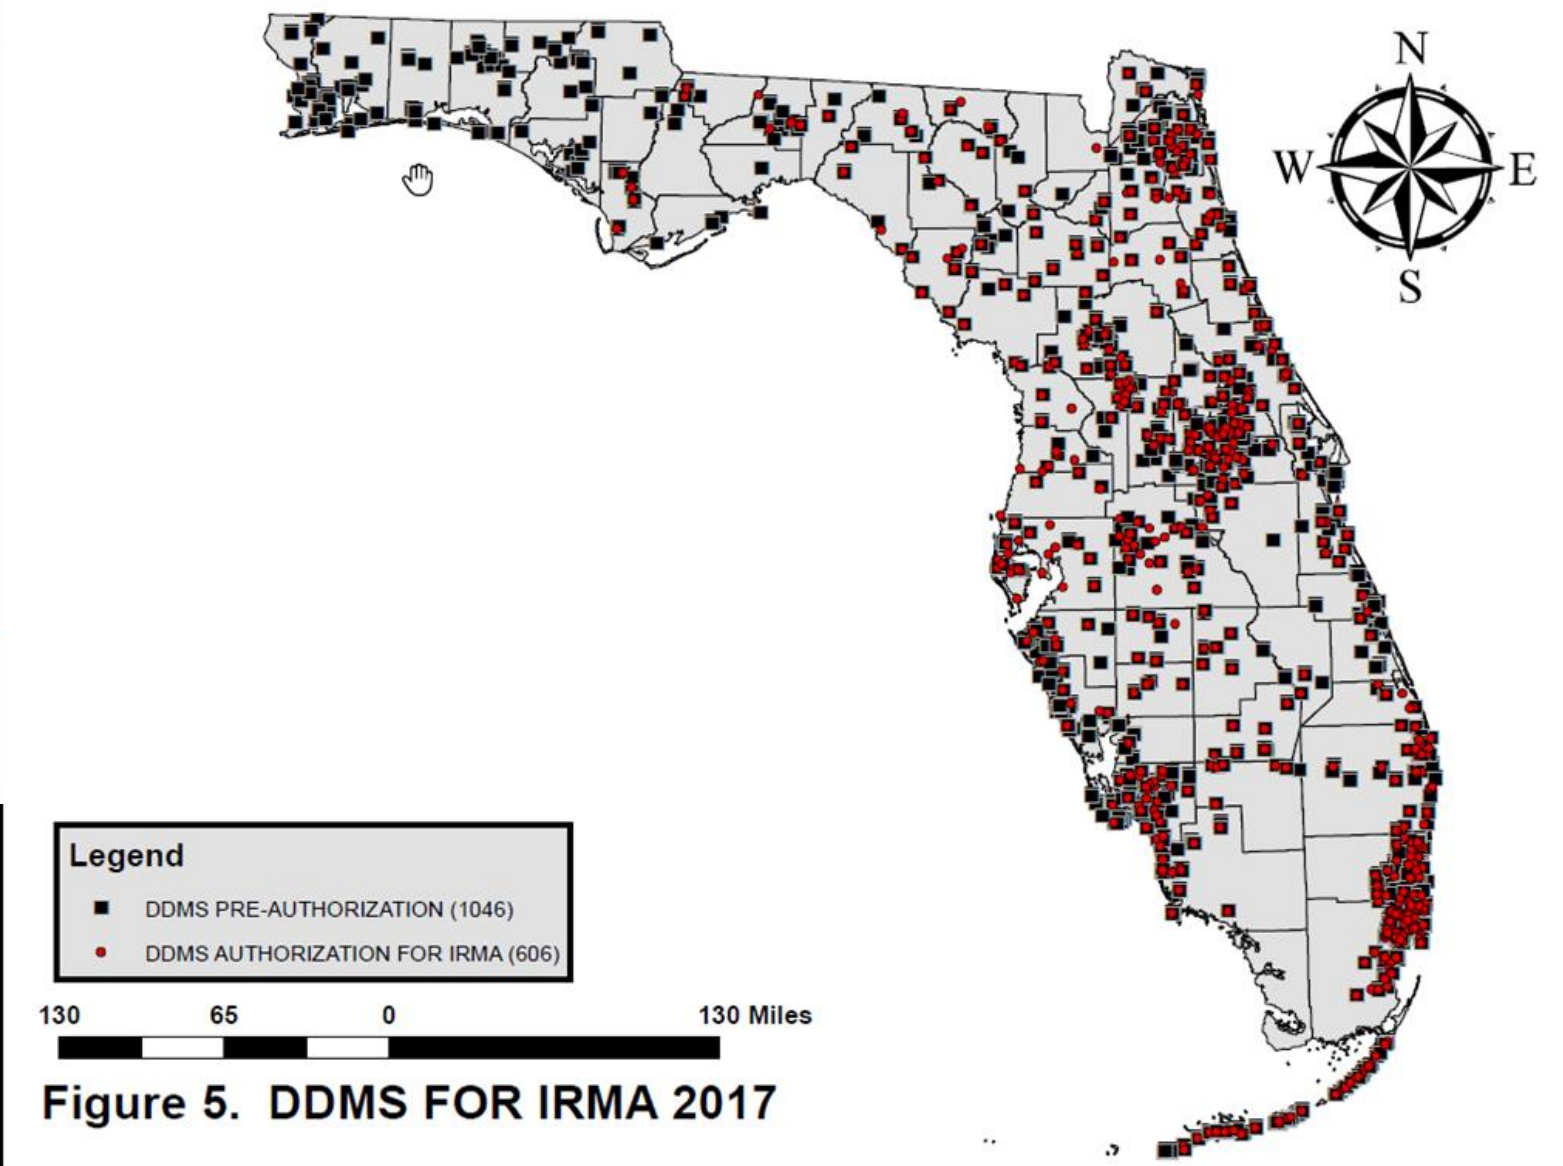 N
W
E
S
Legend
DDMS PRE-AUTHORIZATION (1046)
DDMS AUTHORIZATION FOR IRMA (606)
130 65 0 130 Miles
Figure 5. DDMS FOR IRMA 2017